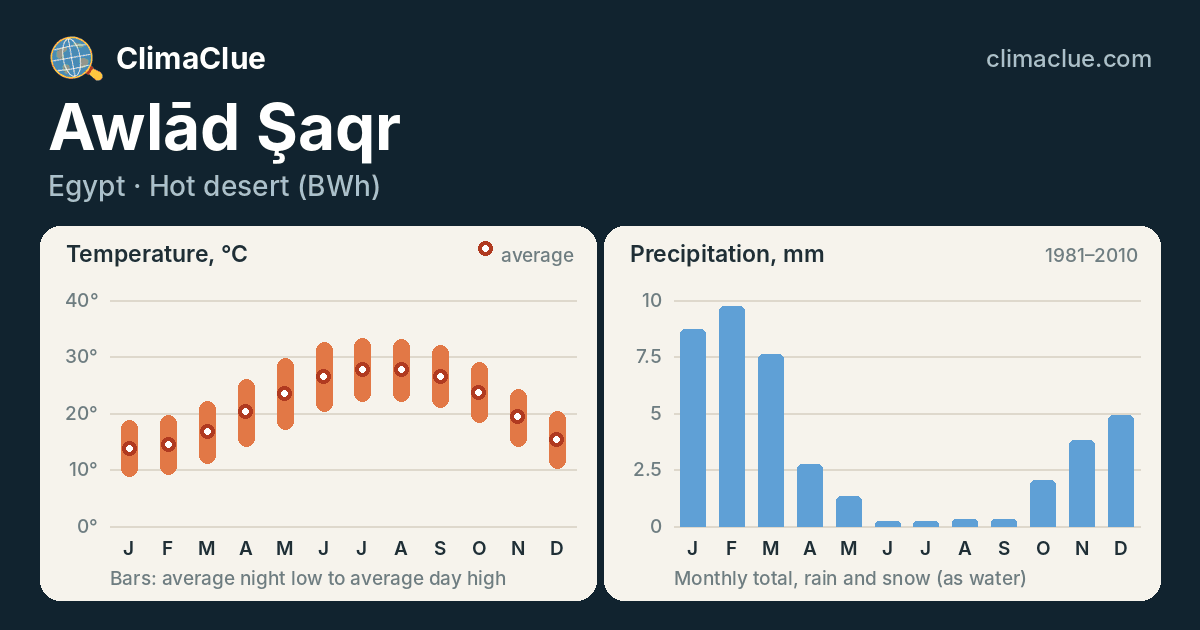 ClimaClue
climaclue.com
Awlād Şaqr
Egypt · Hot desert (BWh)
Temperature, °C
average
40°
30°
20°
10°
0°
J F M A M J J A S O N D
Bars: average night low to average day high
Precipitation, mm
1981–2010
10
7.5
5
2.5
0
J F M A M J J A S O N D
Monthly total, rain and snow (as water)